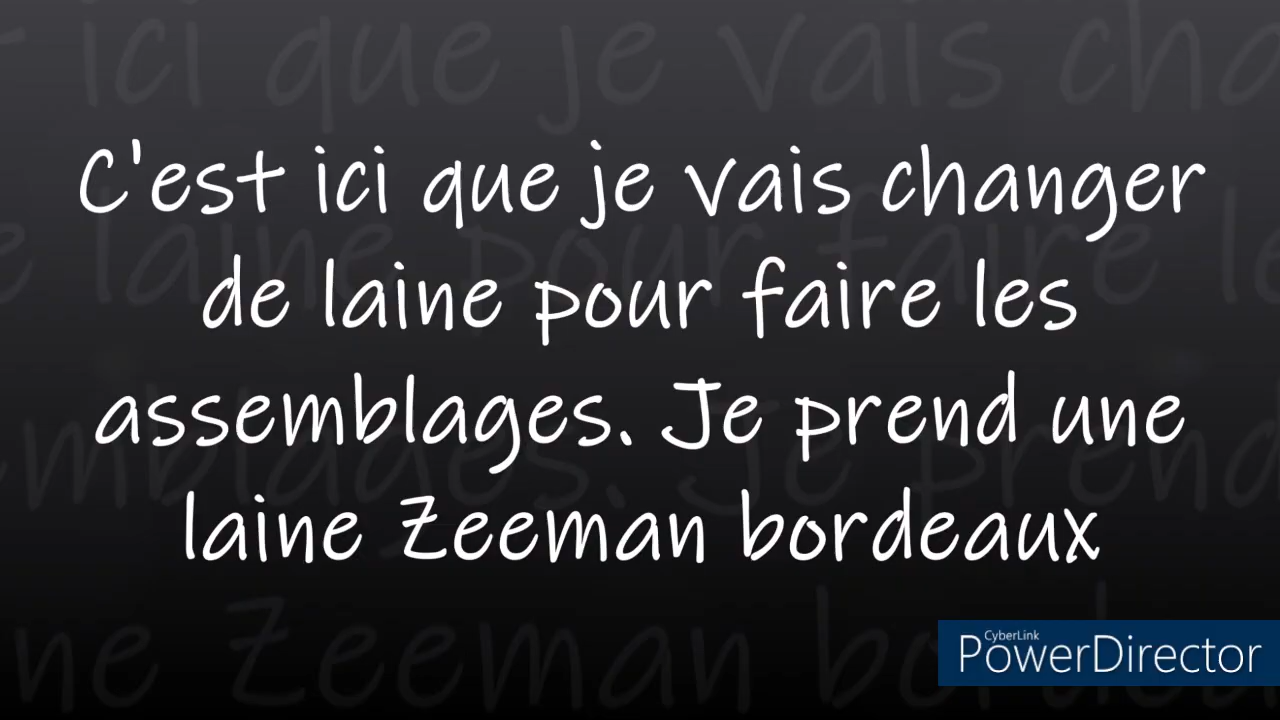 C'est ici que je vais changer
de laine pour faire les
assemblages. Je prend une
laine Zeeman bordeaux
CyberLink
PowerDirector